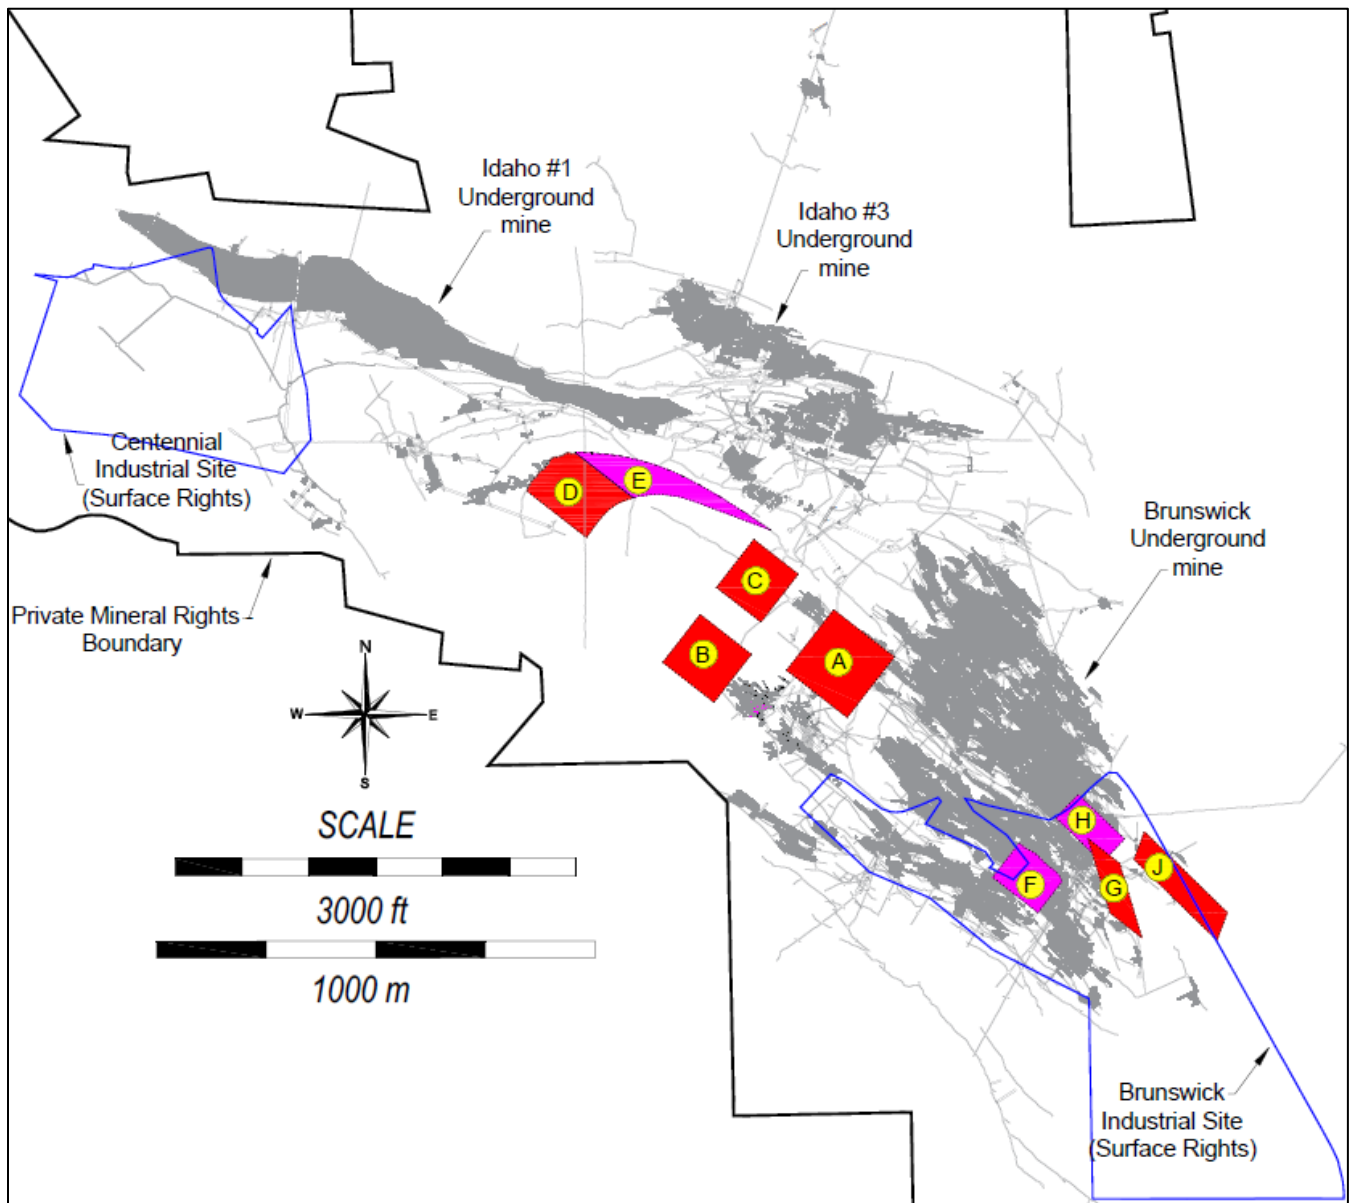 Idaho #1
Underground
mine
Idaho #3
Underground
mine
Centennial
Industrial Site
(Surface Rights)
D
E
Brunswick
Underground
mine
C
Private Mineral Rights
Boundary
B
A
N
W
E
S
SCALE
3000 ft
1000 m
H
F
G
J
Brunswick
Industrial Site
(Surface Rights)